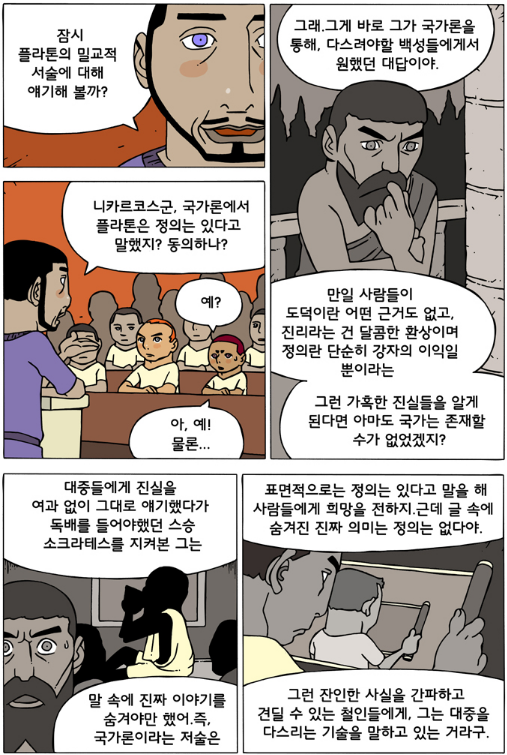 잠시
플라톤의 밀교적
서술에 대해
얘기해 볼까?
니카르코스군, 국가론에서
플라톤은 정의는 있다고
말했지? 동의하나?
예?
아, 예!
물론...
그래.그게 바로 그가 국가론을
통해, 다스려야할 백성들에게서
원했던 대답이야.
만일 사람들이
도덕이란 어떤 근거도 없고,
진리라는 건 달콤한 환상이며
정의란 단순히 강자의 이익일
뿐이라는
그런 가혹한 진실들을 알게
된다면 아마도 국가는 존재할
수가 없었겠지?
대중들에게 진실을
여과 없이 그대로 얘기했다가
독배를 들어야했던 스승
소크라테스를 지켜본 그는
말 속에 진짜 이야기를
숨겨야만 했어.즉,
국가론이라는 저술은
표면적으로는 정의는 있다고 말을 해
사람들에게 희망을 전하지.근데 글 속에
숨겨진 진짜 의미는 정의는 없다야.
그런 잔인한 사실을 간파하고
견딜 수 있는 철인들에게, 그는 대중을
다스리는 기술을 말하고 있는 거라구.